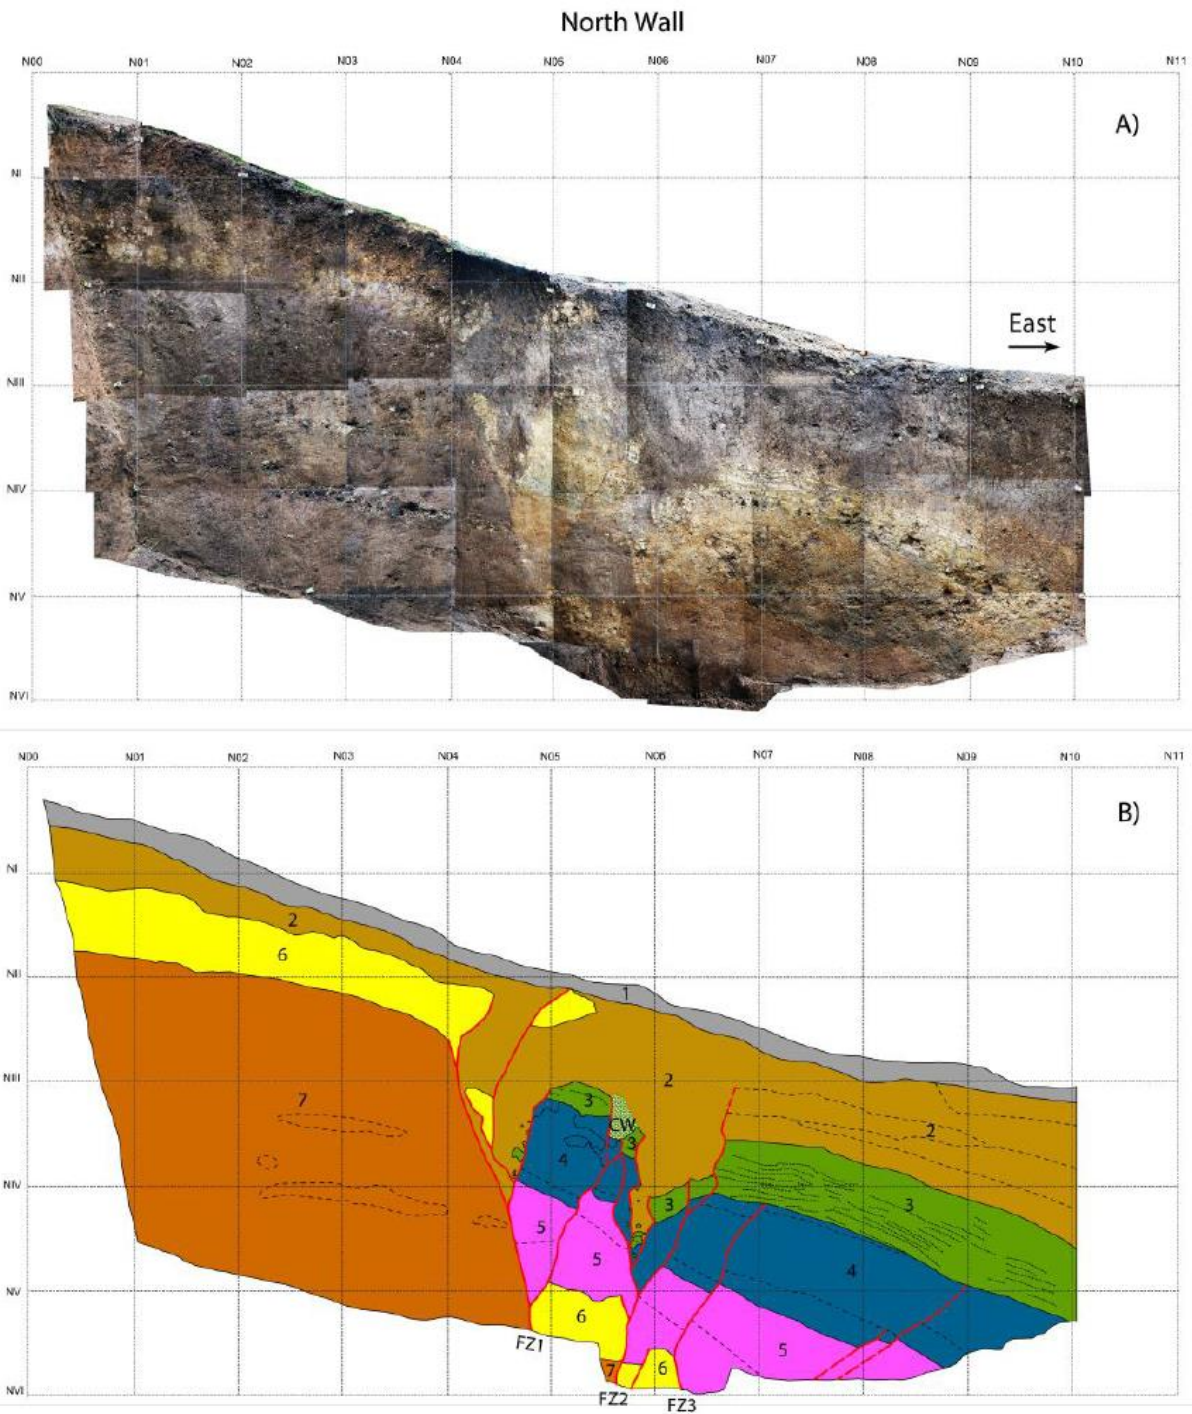 North Wall
N00 N01 N02 N03 N04 N05 N06 N07 N08 N09 N10 N11
A)
NI
NII
East
NIII
NIV
NV
NVI
N00 N01 N02 N03 N04 N05 N06 N07 N08 N09 N10 N11
B)
NI
2
6
NII
1
NIII
2
7
3
CW
2
3
4
NIV
3
3
5
5
4
NV
6
FZ1
5
7
6
NVI
FZ2
FZ3